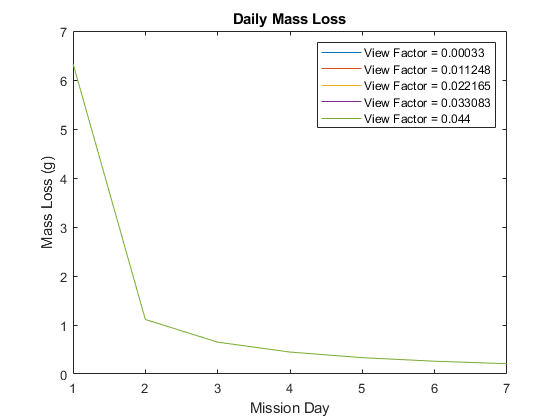 Daily Mass Loss
7
6
5
4
3
2
1
0
Mass Loss (g)
View Factor = 0.00033
View Factor = 0.011248
View Factor = 0.022165
View Factor = 0.033083
View Factor = 0.044
1 2 3 4 5 6 7
Mission Day